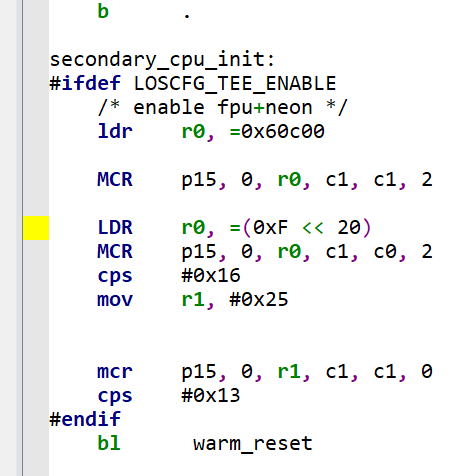 b       .
secondary_cpu_init:
#ifdef LOSCFG_TEE_ENABLE
    /* enable fpu+neon */
    ldr    r0, =0x60c00
    MCR    p15, 0, r0, c1, c1, 2
    LDR    r0, =(0xF << 20)
    MCR    p15, 0, r0, c1, c0, 2
    cps    #0x16
    mov    r1, #0x25
    mcr    p15, 0, r1, c1, c1, 0
    cps    #0x13
#endif
    bl      warm_reset